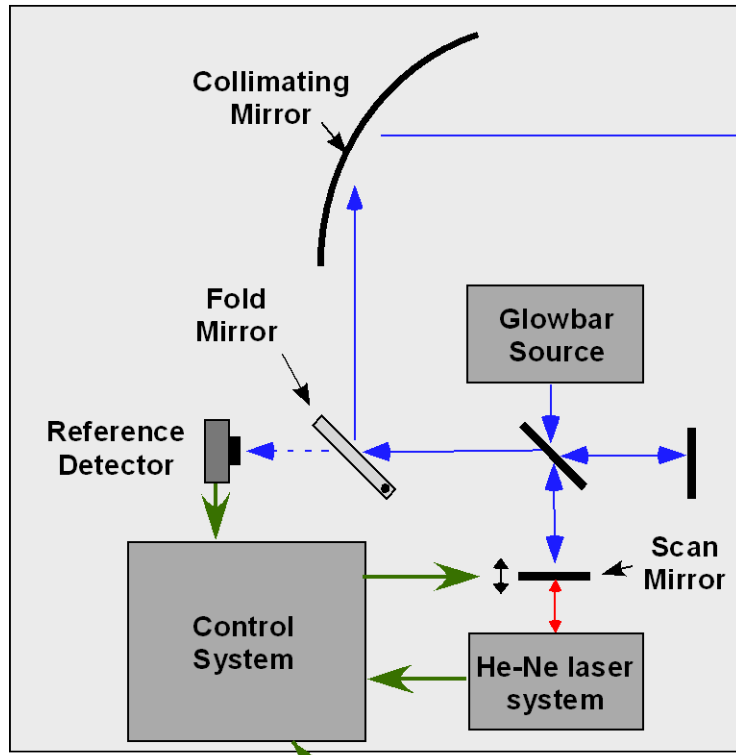 Collimating
Mirror
Fold
Mirror
Glowbar
Source
Reference
Detector
Scan
Mirror
Control
System
He-Ne laser
system